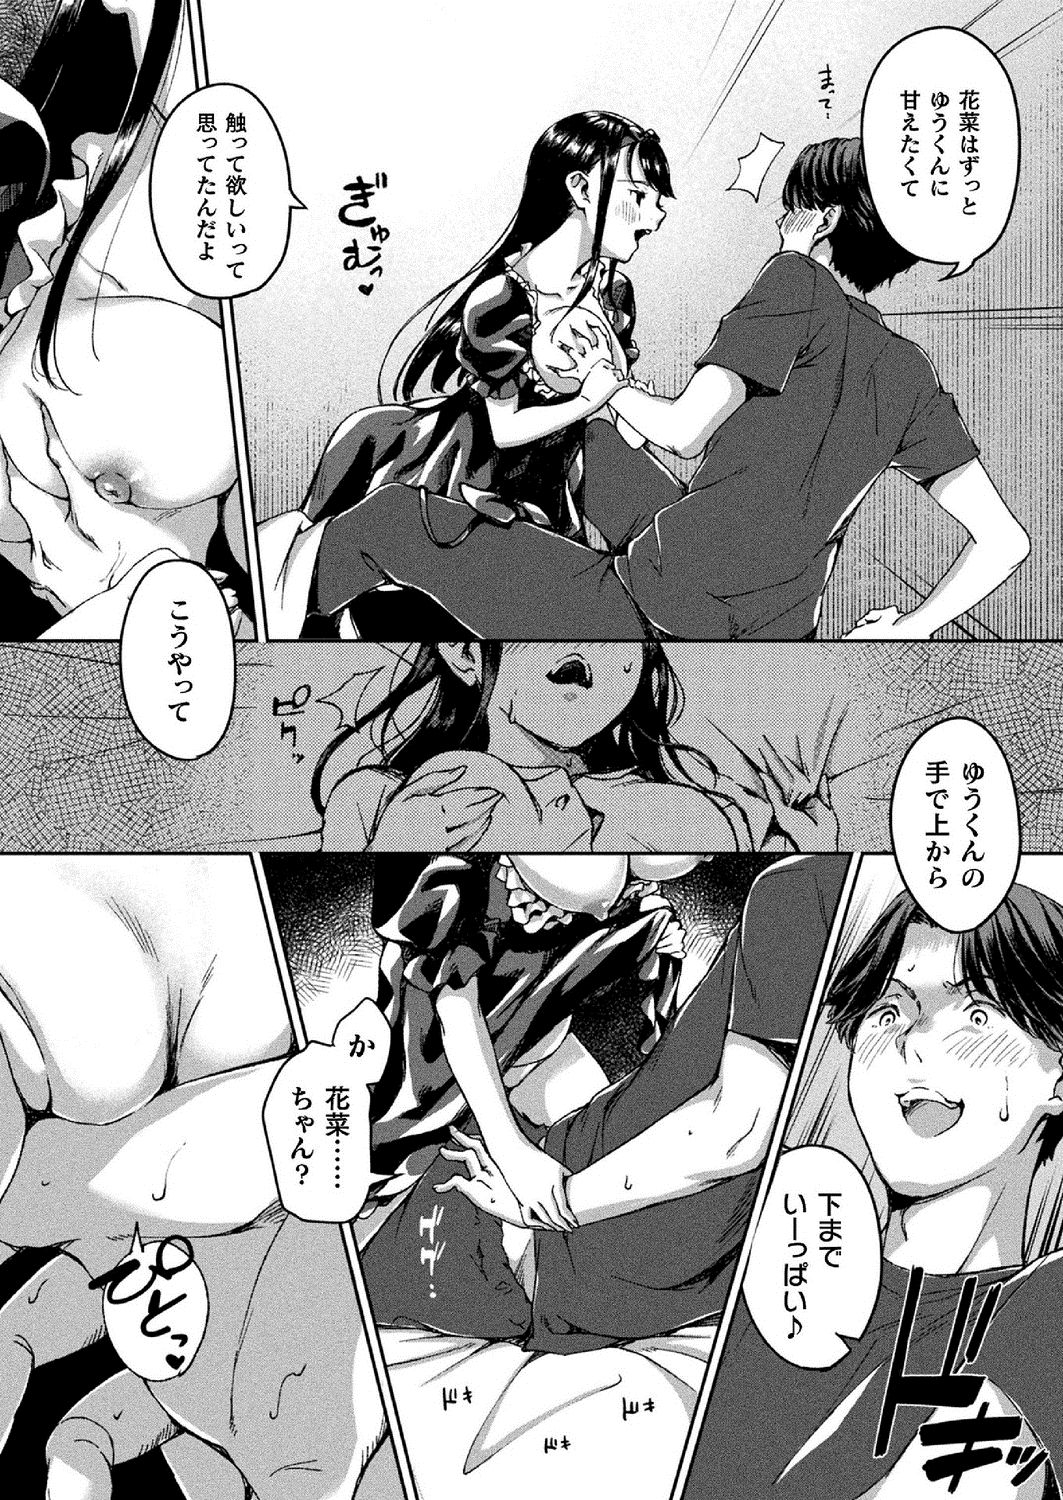 花菜はずっと
ゆうくんに
甘えたくて
まって…
ぎゅむっ♥
触って欲しいって
思ってたんだよ
こうやって
ゆうくんの
手で上から
ピクッ
下まで
いーっぱい♪
ドキッ
か
花菜……
ちゃん?
ドキ
ドキ
ドキ
ぴとっ♥